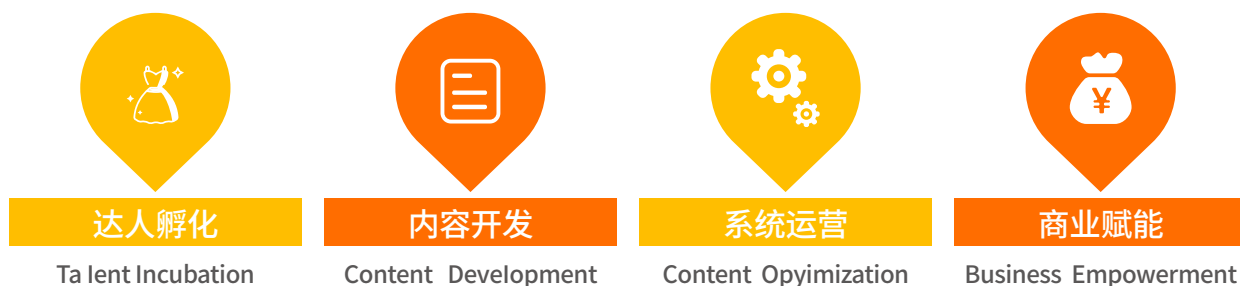 ¥
达人孵化
内容开发
系统运营
商业赋能
Ta lent Incubation
Content Development
Content Opyimization
Business Empowerment